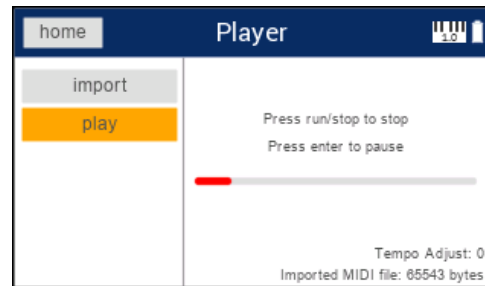 home
Player
1.0
import
play
Press run/stop to stop
Press enter to pause
Tempo Adjust: 0
Imported MIDI file: 65543 bytes